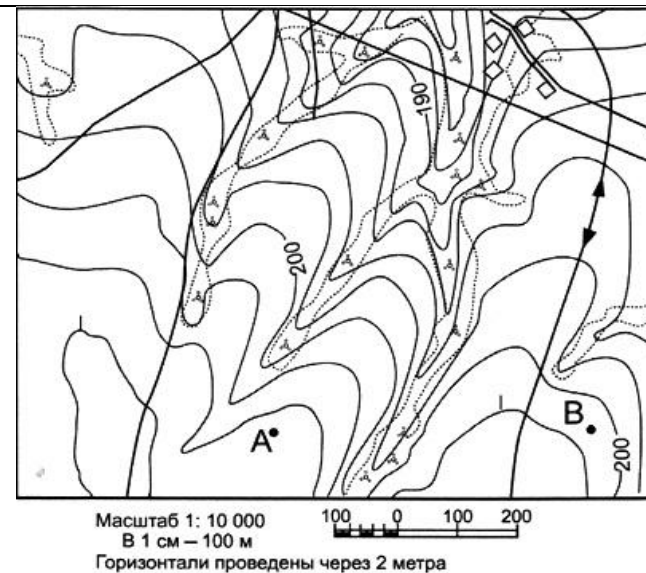 190
200
A
B
200
Масштаб 1: 10 000
В 1 см – 100 м
100 0 100 200
Горизонтали проведены через 2 метра